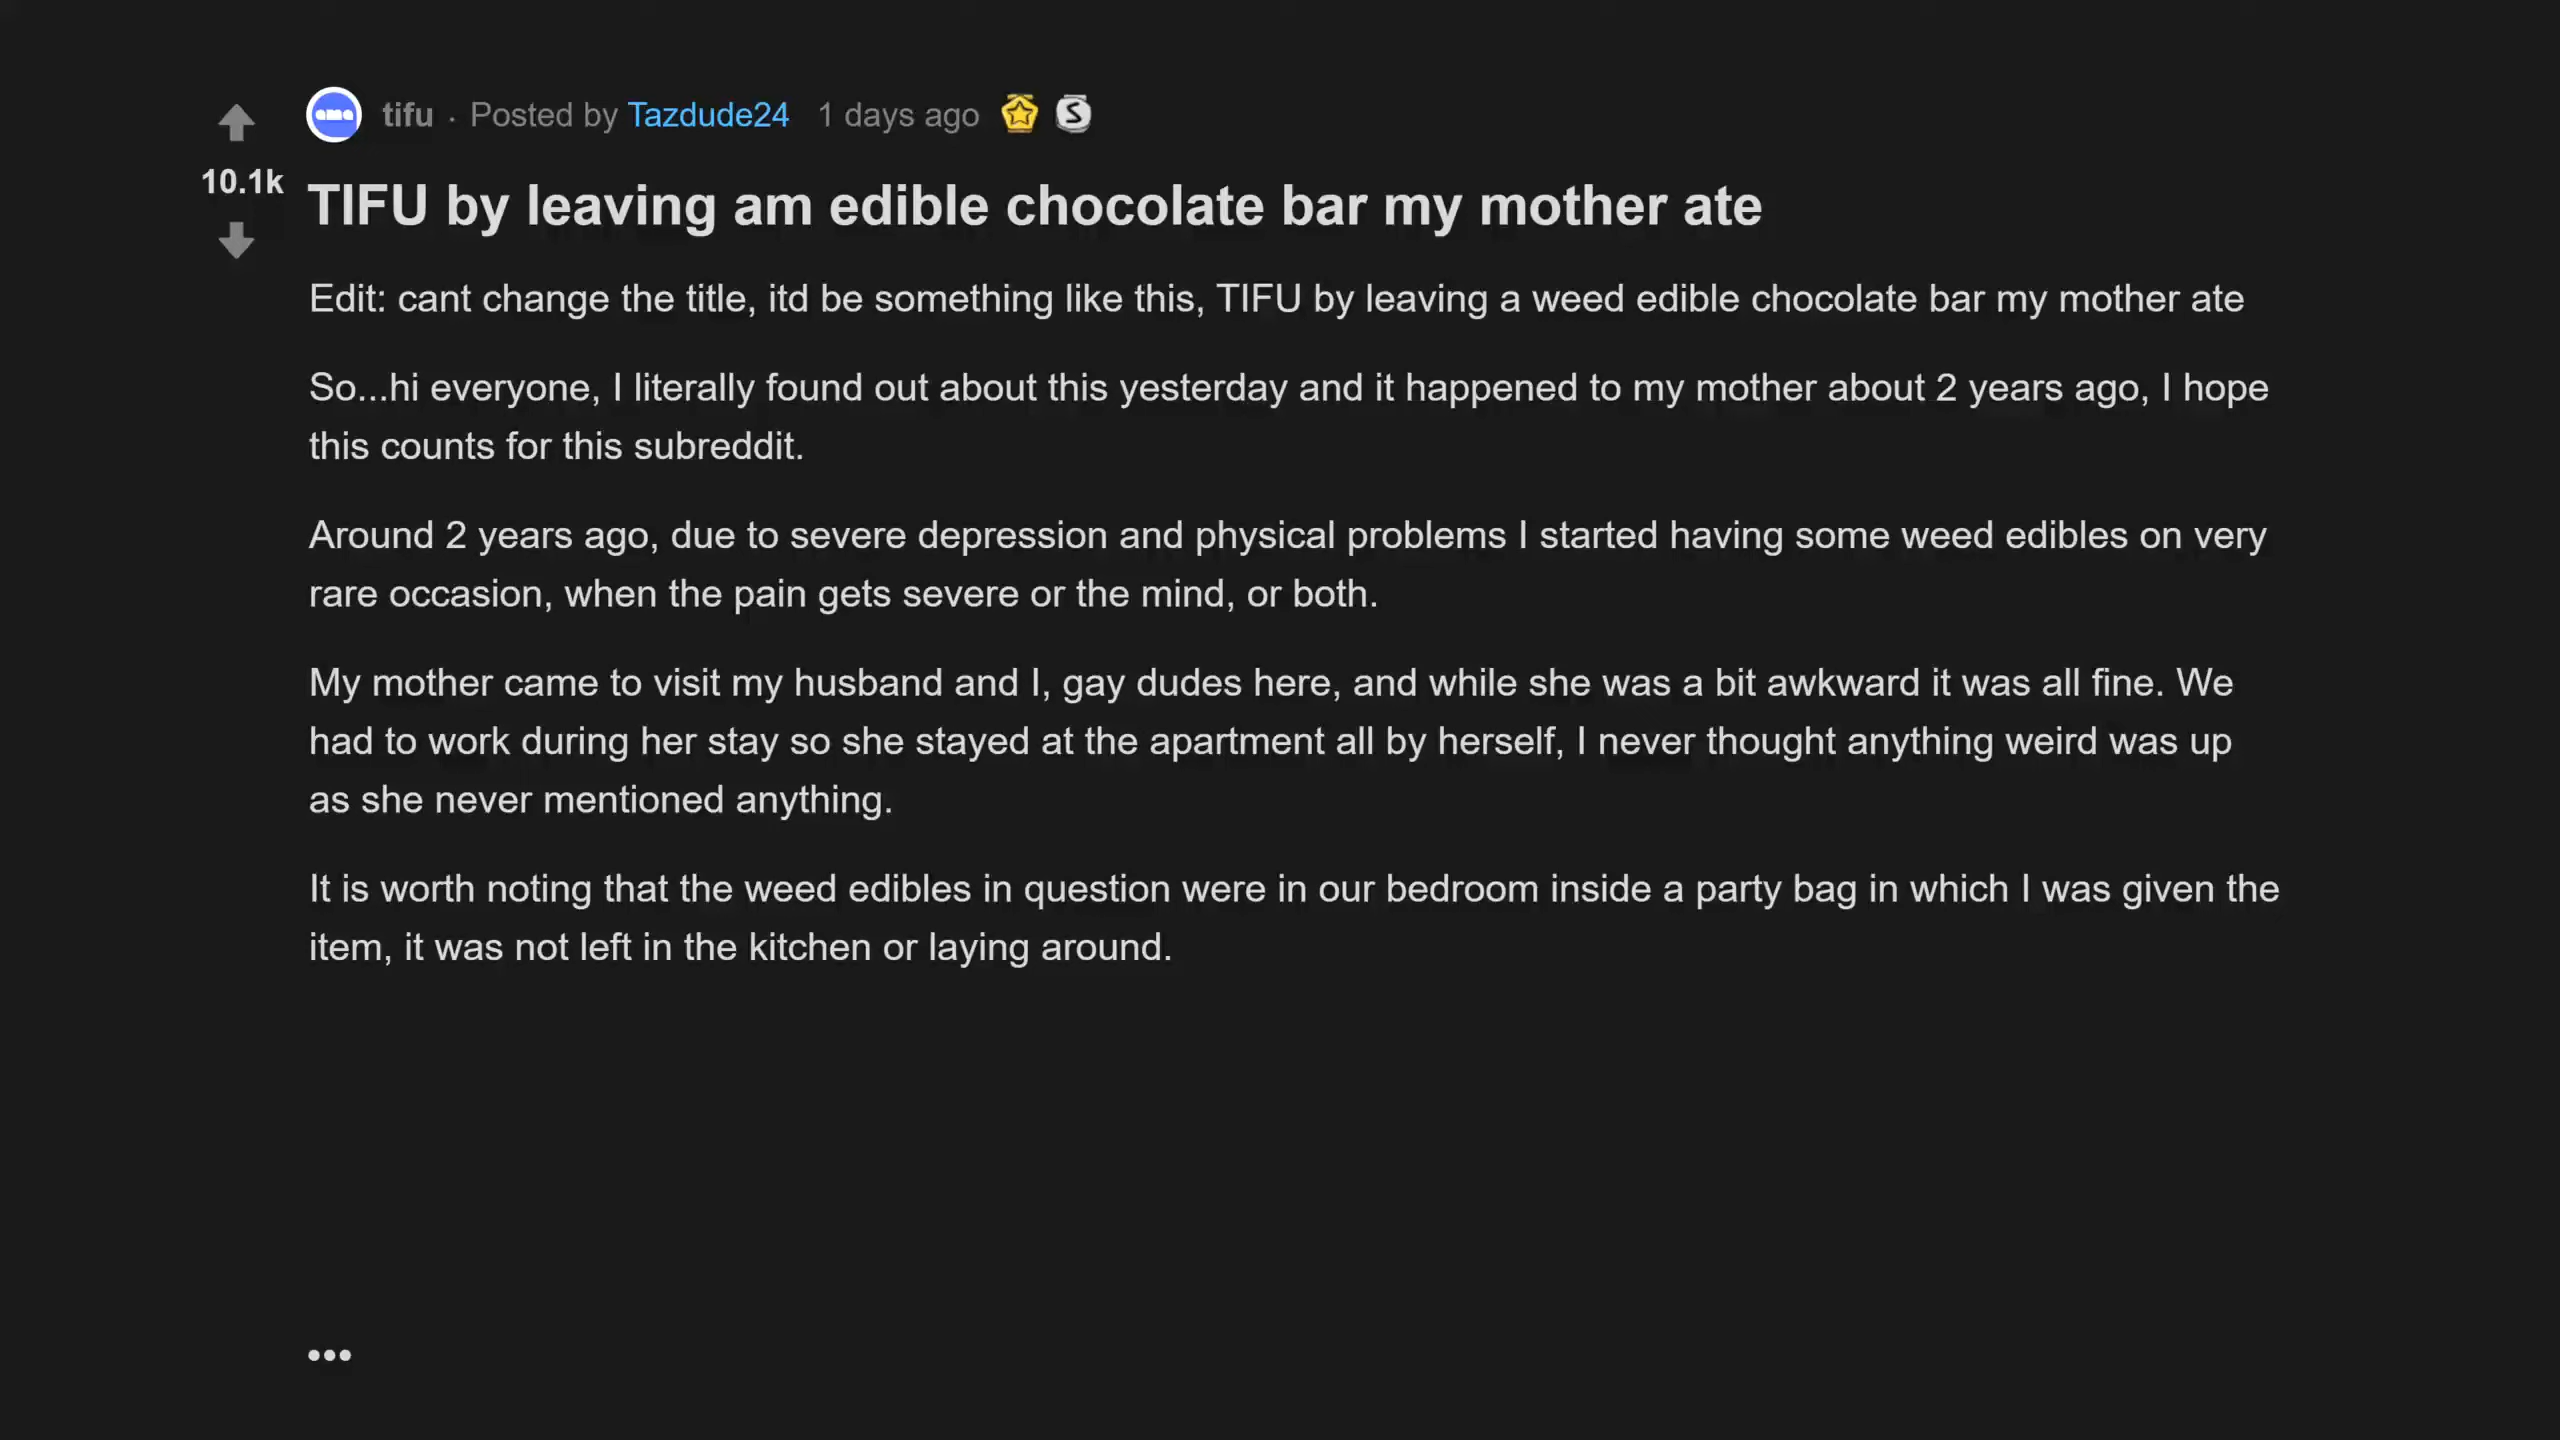 tifu · Posted by Tazdude24 1 days ago
10.1k
TIFU by leaving am edible chocolate bar my mother ate
Edit: cant change the title, itd be something like this, TIFU by leaving a weed edible chocolate bar my mother ate
So...hi everyone, I literally found out about this yesterday and it happened to my mother about 2 years ago, I hope
this counts for this subreddit.
Around 2 years ago, due to severe depression and physical problems I started having some weed edibles on very
rare occasion, when the pain gets severe or the mind, or both.
My mother came to visit my husband and I, gay dudes here, and while she was a bit awkward it was all fine. We
had to work during her stay so she stayed at the apartment all by herself, I never thought anything weird was up
as she never mentioned anything.
It is worth noting that the weed edibles in question were in our bedroom inside a party bag in which I was given the
item, it was not left in the kitchen or laying around.
•••